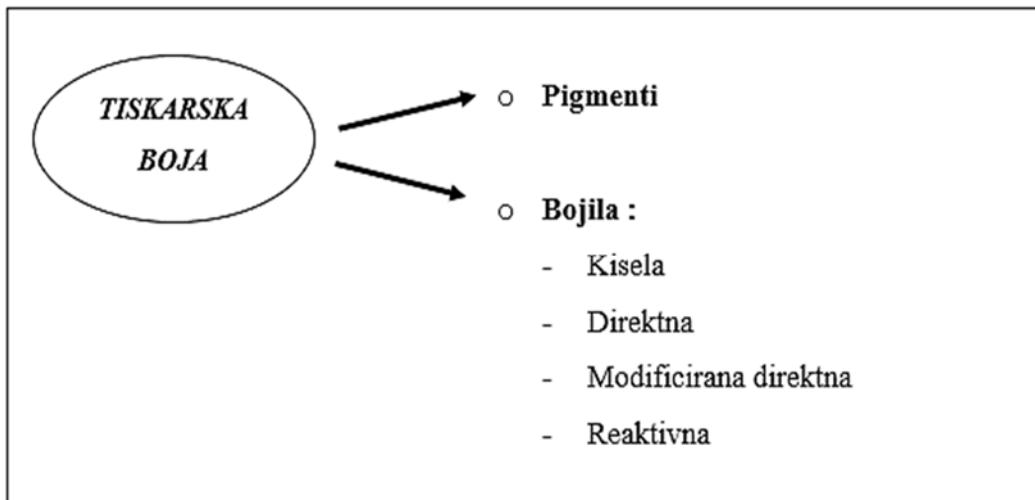 TISKARSKA
BOJA
Pigmenti
Bojila :
- Kisela
- Direktna
- Modificirana direktna
- Reaktivna